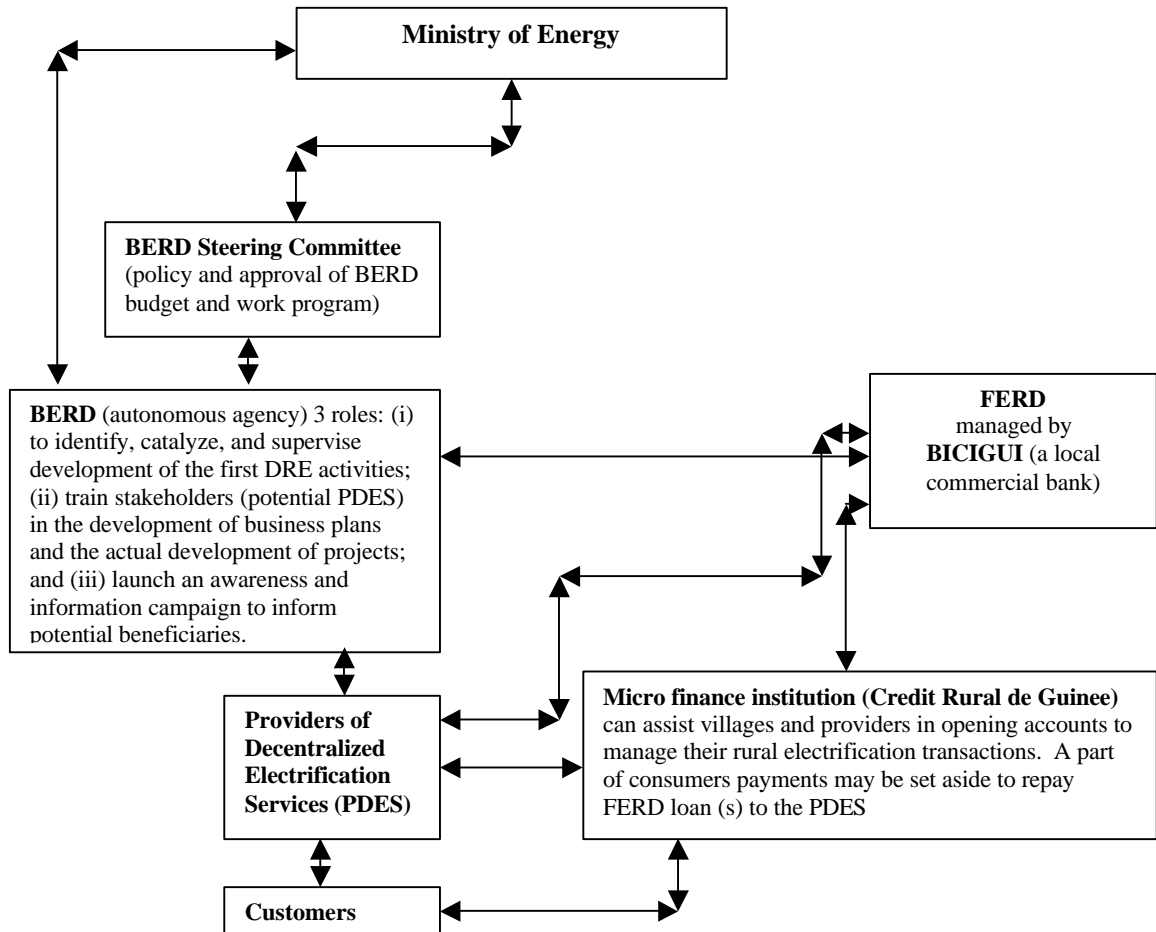 Ministry of Energy
BERD Steering Committee
(policy and approval of BERD
budget and work program)
BERD (autonomous agency) 3 roles: (i)
to identify, catalyze, and supervise
development of the first DRE activities;
(ii) train stakeholders (potential PDES)
in the development of business plans
and the actual development of projects;
and (iii) launch an awareness and
information campaign to inform
potential beneficiaries.
FERD
managed by
BICIGUI (a local
commercial bank)
Providers of
Decentralized
Electrification
Services (PDES)
Micro finance institution (Credit Rural de Guinee)
can assist villages and providers in opening accounts to
manage their rural electrification transactions.  A part
of consumers payments may be set aside to repay
FERD loan (s) to the PDES
Customers